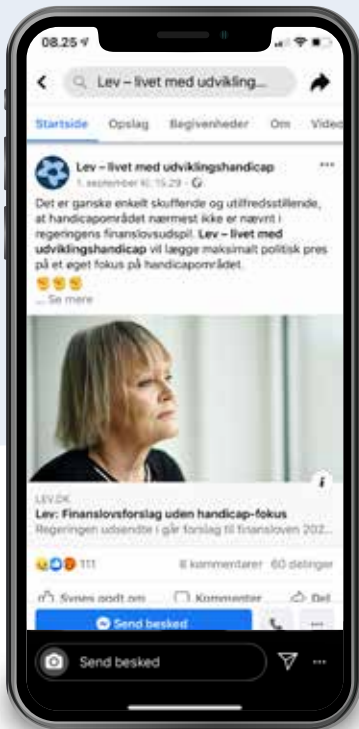 08.25
Lev – livet med udvikling...
Startside Opslag Begivenheder Om Video
Lev – livet med udviklingshandicap
1. september kl. 15.29
Det er ganske enkelt skuffende og utilfredsstillende,
at handicapområdet nærmest ikke er nævnt i
regeringens finanslovsudspil. Lev – livet med
udviklingshandicap vil lægge maksimalt politisk pres
på et øget fokus på handicapområdet.
... Se mere
LEV.DK
Lev: Finanslovforslag uden handicap-fokus
Regeringen udsendte i går forslag til finansloven 202...
111 8 kommentarer 60 delinger
Synes godt om Kommenter Del
Send besked
Send besked